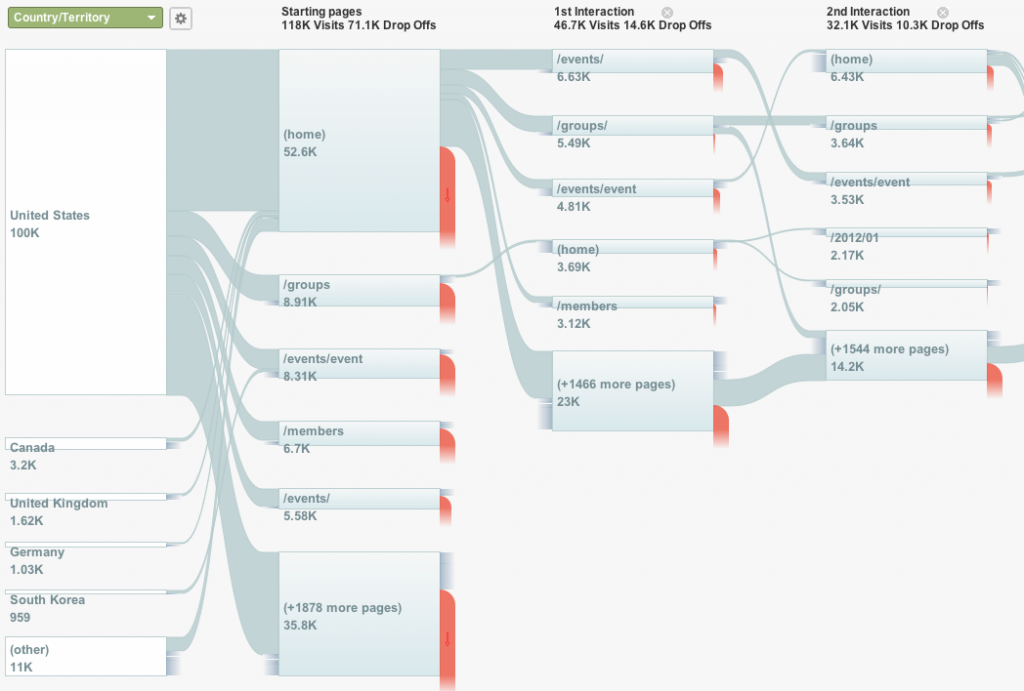 Country/Territory
Starting pages
118K Visits 71.1K Drop Offs
1st Interaction
46.7K Visits 14.6K Drop Offs
2nd Interaction
32.1K Visits 10.3K Drop Offs
United States
100K
Canada
3.2K
United Kingdom
1.62K
Germany
1.03K
South Korea
959
(other)
11K
(home)
52.6K
/groups
8.91K
/events/event
8.31K
/members
6.7K
/events/
5.58K
(+1878 more pages)
35.8K
/events/
6.63K
/groups/
5.49K
/events/event
4.81K
(home)
3.69K
/members
3.12K
(+1466 more pages)
23K
(home)
6.43K
/groups
3.64K
/events/event
3.53K
/2012/01
2.17K
/groups/
2.05K
(+1544 more pages)
14.2K